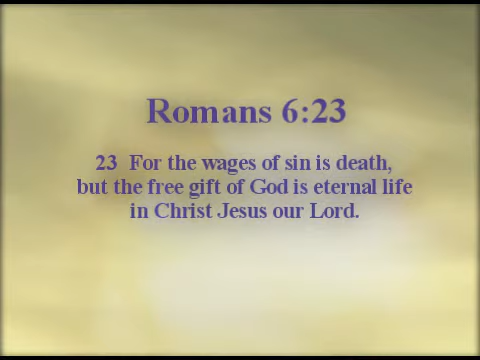 Romans 6:23
23 For the wages of sin is death,
but the free gift of God is eternal life
in Christ Jesus our Lord.